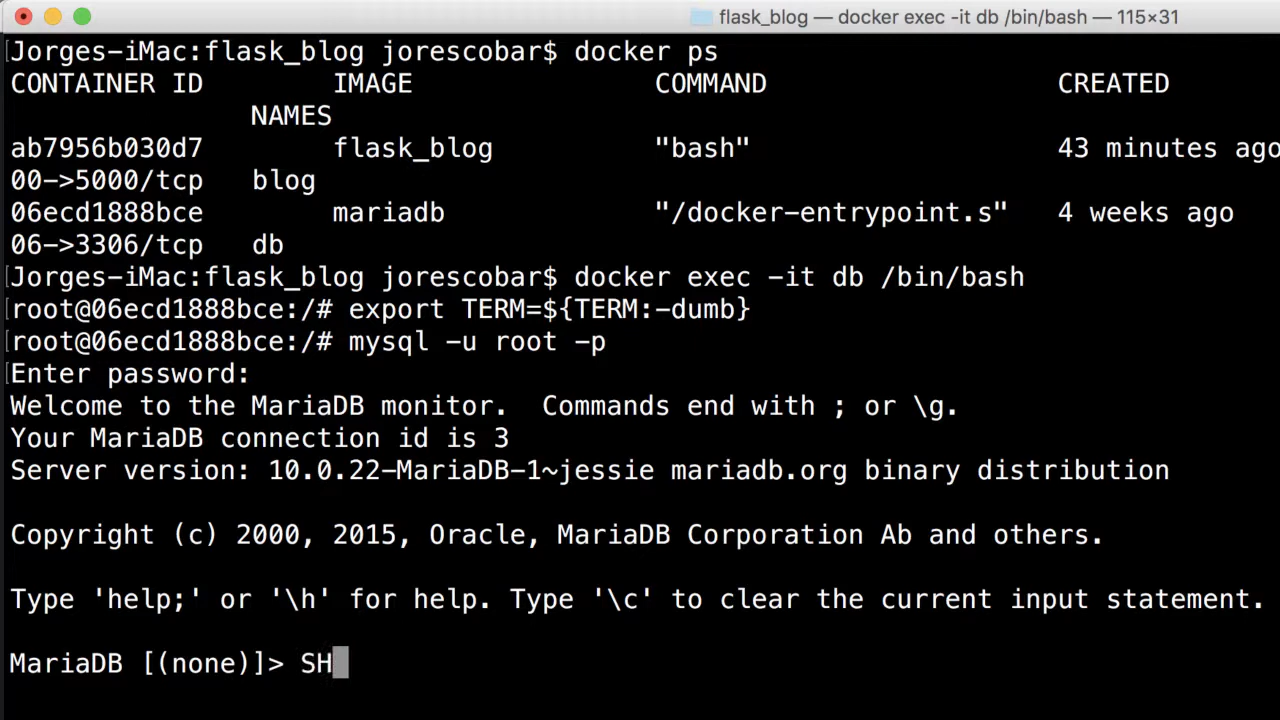 flask_blog — docker exec -it db /bin/bash — 115×31
Jorges-iMac:flask_blog jorescobar$ docker ps
CONTAINER ID        IMAGE               COMMAND                  CREATED
               NAMES
ab7956b030d7        flask_blog          "bash"                   43 minutes ago
00->5000/tcp   blog
06ecd1888bce        mariadb             "/docker-entrypoint.s"   4 weeks ago
06->3306/tcp   db
Jorges-iMac:flask_blog jorescobar$ docker exec -it db /bin/bash
root@06ecd1888bce:/# export TERM=${TERM:-dumb}
root@06ecd1888bce:/# mysql -u root -p
Enter password:
Welcome to the MariaDB monitor.  Commands end with ; or \g.
Your MariaDB connection id is 3
Server version: 10.0.22-MariaDB-1~jessie mariadb.org binary distribution
Copyright (c) 2000, 2015, Oracle, MariaDB Corporation Ab and others.
Type 'help;' or '\h' for help. Type '\c' to clear the current input statement.
MariaDB [(none)]> SH